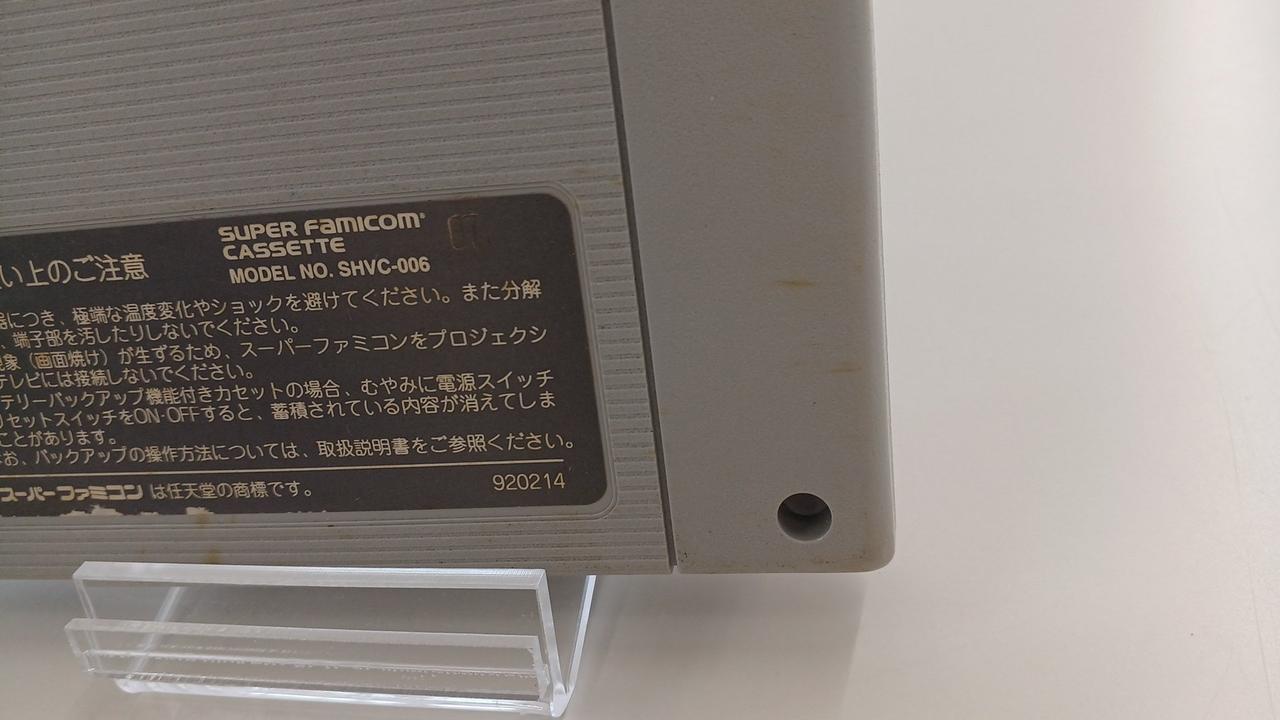 SUPER FAMICOM
CASSETTE
MODEL NO. SHVC-006
い上のご注意
につき、極端な温度変化やショックを避けてください。また分解
、端子部を汚したりしないでください。
象（画面焼け）が生ずるため、スーパーファミコンをプロジェクシ
テレビには接続しないでください。
テリーバックアップ機能付きカセットの場合、むやみに電源スイッチ
セットスイッチをON·OFFすると、蓄積されている内容が消えてしま
ことがあります。
お、バックアップの操作方法については、取扱説明書をご参照ください。
スーパーファミコン は任天堂の商標です。
920214